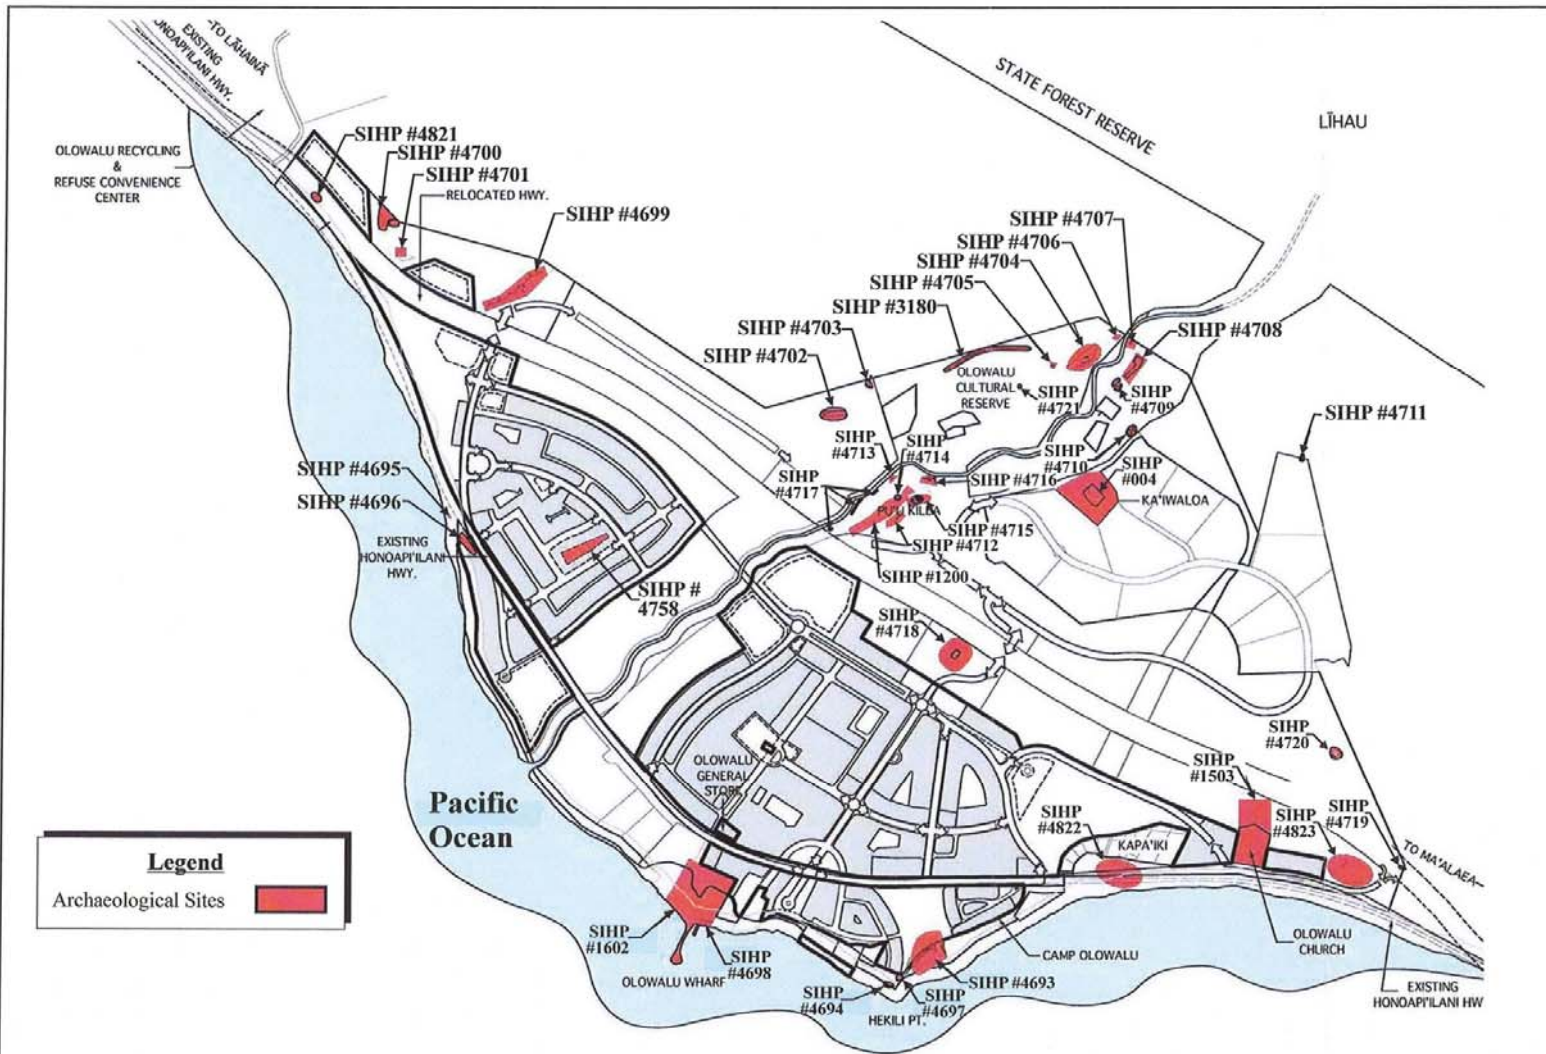 TO LĀHAINĀ
EXISTING
HONOAPI'ILANI HWY.
STATE FOREST RESERVE
LĪHAU
OLOWALU RECYCLING
&
REFUSE CONVENIENCE
CENTER
SIHP #4821
SIHP #4700
SIHP #4701
RELOCATED HWY.
SIHP #4699
SIHP #4707
SIHP #4706
SIHP #4704
SIHP #4705
SIHP #3180
SIHP #4703
SIHP #4702
SIHP #4708
OLOWALU
CULTURAL
RESERVE
SIHP
#4721
SIHP
#4709
SIHP #4711
SIHP
#4713
SIHP
#4714
SIHP
#4710
SIHP
#004
SIHP #4716
KA'IWALOA
SIHP
#4717
PU'U KILEA
SIHP #4715
SIHP #4712
SIHP #1200
SIHP #4695
SIHP #4696
EXISTING
HONOAPI'ILANI
HWY.
SIHP #
4758
SIHP
#4718
SIHP
#4720
SIHP
#1503
SIHP
#4823
SIHP
#4719
TO MA'ALAEA
OLOWALU
GENERAL
STORE
SIHP
#4822
KAPA'IKI
Pacific
Ocean
Legend
Archaeological Sites
SIHP
#1602
SIHP
#4698
OLOWALU WHARF
SIHP
#4694
SIHP
#4697
HEKILI PT.
SIHP #4693
CAMP OLOWALU
OLOWALU
CHURCH
EXISTING
HONOAPI'ILANI HW